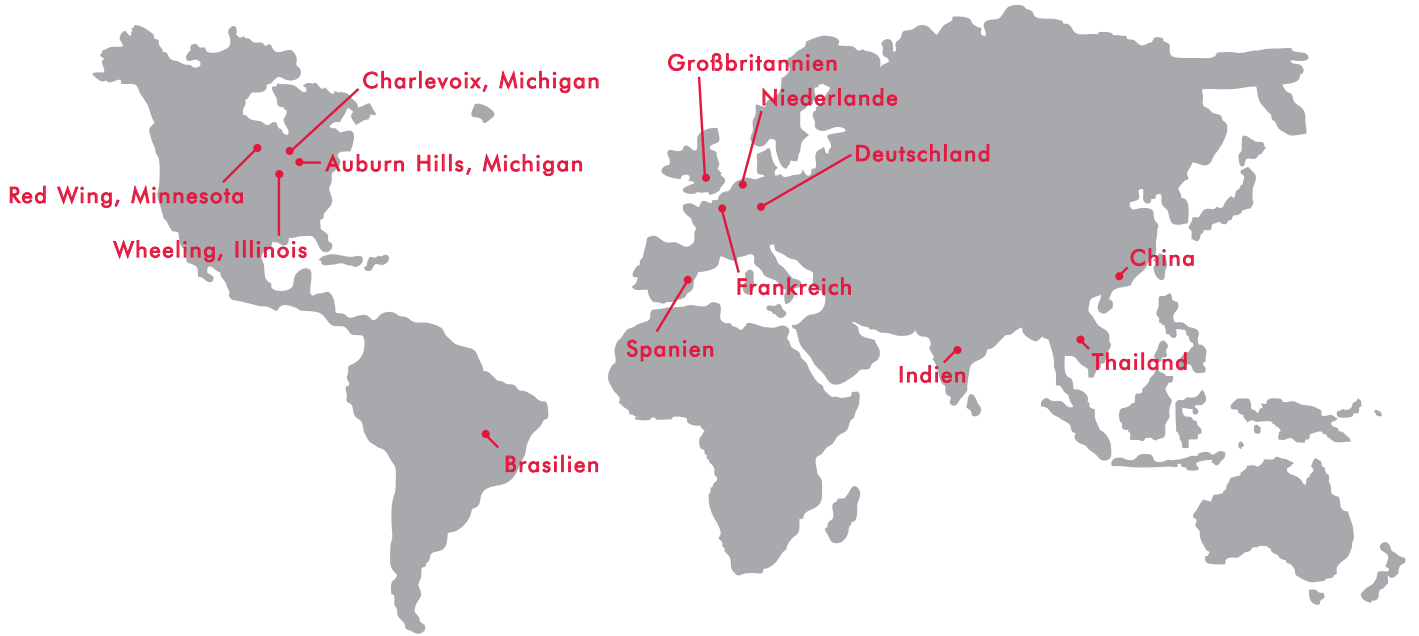 Großbritannien
Charlevoix, Michigan
Niederlande
Deutschland
Auburn Hills, Michigan
Red Wing, Minnesota
Wheeling, Illinois
China
Frankreich
Spanien
Thailand
Indien
Brasilien